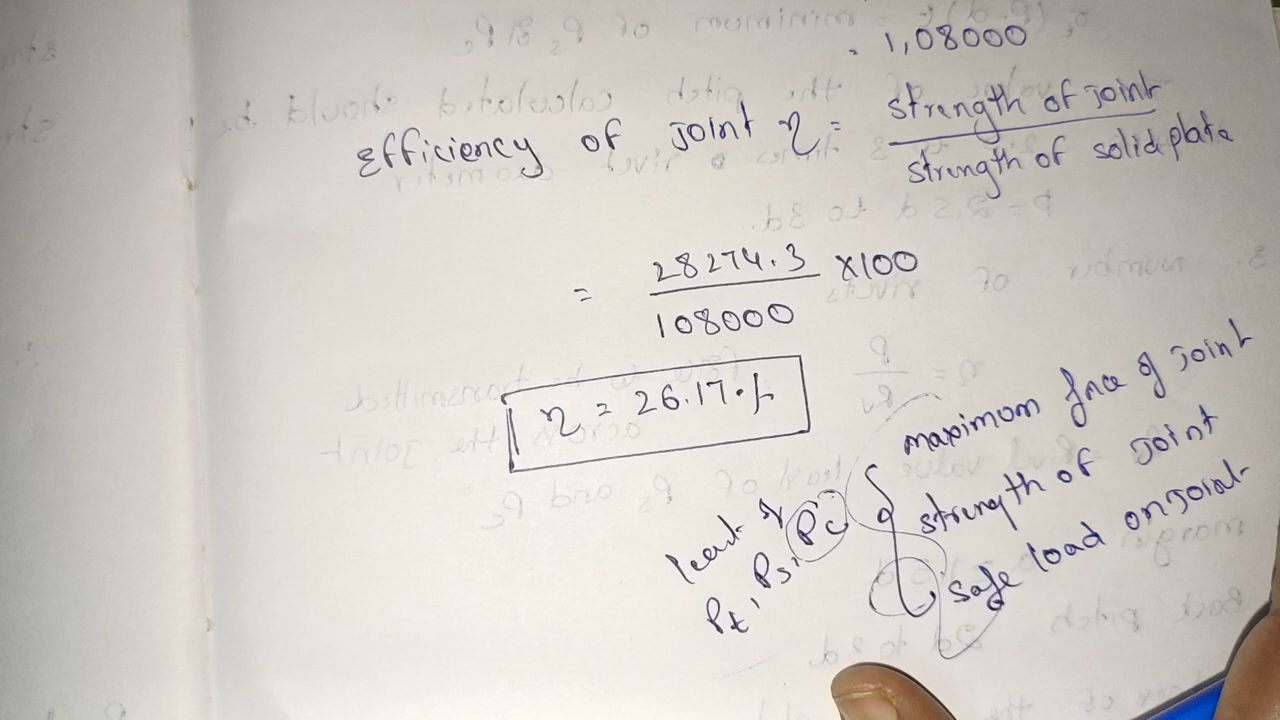 = 1,08000
Efficiency of Joint η = strength of Joint
strength of solid plate
= 28274.3 ×100
108000
η = 26.17 %
maximum force of Joint
least of Pt, Ps, Pc { strength of Joint
safe load on Joint